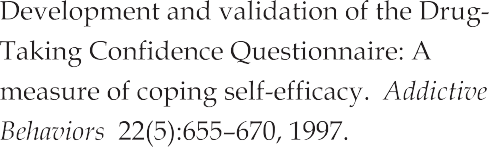 Development and validation of the Drug-
Taking Confidence Questionnaire: A
measure of coping self-efficacy. Addictive
Behaviors 22(5):655–670, 1997.